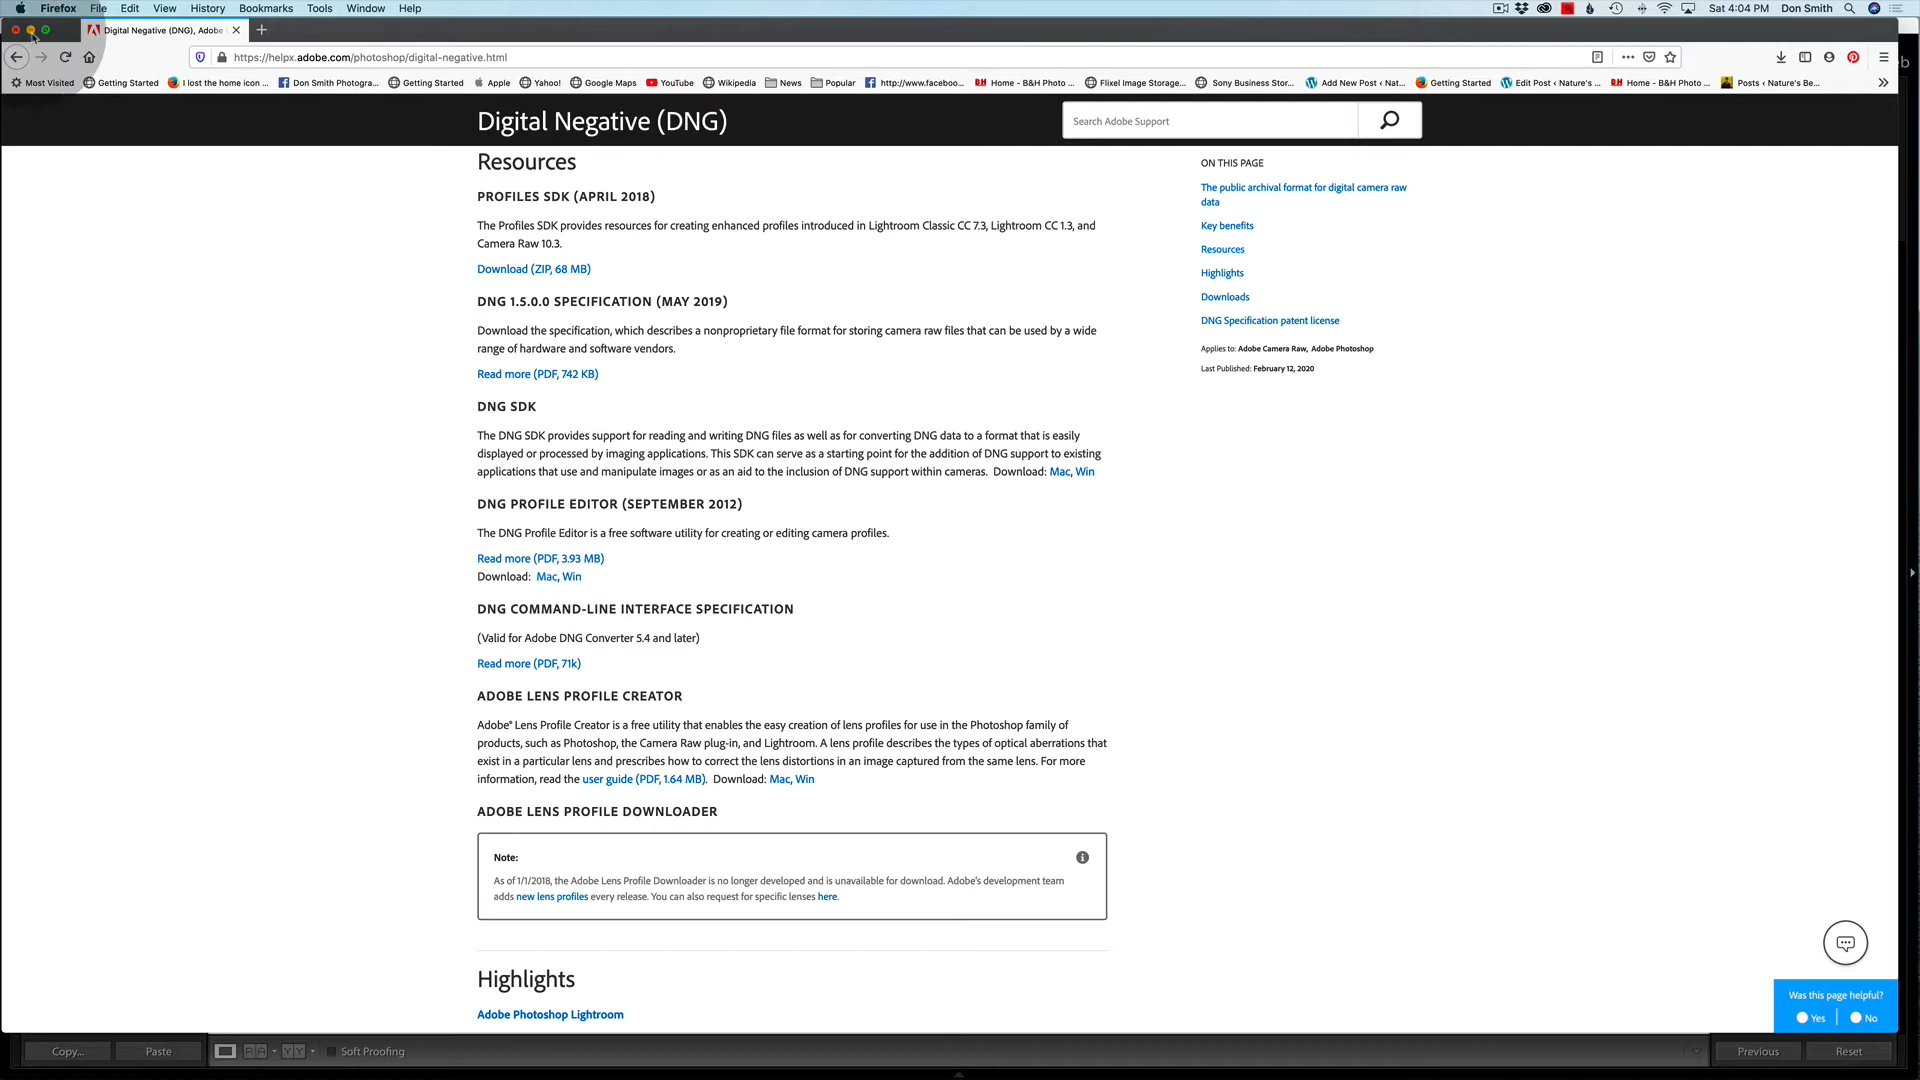 Firefox File Edit View History Bookmarks Tools Window Help Sat 4:04 PM Don Smith
Digital Negative (DNG), Adobe
https://helpx.adobe.com/photoshop/digital-negative.html
Most Visited Getting Started I lost the home icon ... Don Smith Photogra... Getting Started Apple Yahoo! Google Maps YouTube Wikipedia News Popular http://www.faceboo... Home - B&H Photo ... Flixel Image Storage... Sony Business Stor... Add New Post ‹ Nat... Getting Started Edit Post ‹ Nature's ... Home - B&H Photo ... Posts ‹ Nature's Be...
Digital Negative (DNG)
Search Adobe Support
Resources
PROFILES SDK (APRIL 2018)
The Profiles SDK provides resources for creating enhanced profiles introduced in Lightroom Classic CC 7.3, Lightroom CC 1.3, and
Camera Raw 10.3.
Download (ZIP, 68 MB)
DNG 1.5.0.0 SPECIFICATION (MAY 2019)
Download the specification, which describes a nonproprietary file format for storing camera raw files that can be used by a wide
range of hardware and software vendors.
Read more (PDF, 742 KB)
DNG SDK
The DNG SDK provides support for reading and writing DNG files as well as for converting DNG data to a format that is easily
displayed or processed by imaging applications. This SDK can serve as a starting point for the addition of DNG support to existing
applications that use and manipulate images or as an aid to the inclusion of DNG support within cameras. Download: Mac, Win
DNG PROFILE EDITOR (SEPTEMBER 2012)
The DNG Profile Editor is a free software utility for creating or editing camera profiles.
Read more (PDF, 3.93 MB)
Download: Mac, Win
DNG COMMAND-LINE INTERFACE SPECIFICATION
(Valid for Adobe DNG Converter 5.4 and later)
Read more (PDF, 71k)
ADOBE LENS PROFILE CREATOR
Adobe® Lens Profile Creator is a free utility that enables the easy creation of lens profiles for use in the Photoshop family of
products, such as Photoshop, the Camera Raw plug-in, and Lightroom. A lens profile describes the types of optical aberrations that
exist in a particular lens and prescribes how to correct the lens distortions in an image captured from the same lens. For more
information, read the user guide (PDF, 1.64 MB). Download: Mac, Win
ADOBE LENS PROFILE DOWNLOADER
Note:
As of 1/1/2018, the Adobe Lens Profile Downloader is no longer developed and is unavailable for download. Adobe's development team
adds new lens profiles every release. You can also request for specific lenses here.
Highlights
Adobe Photoshop Lightroom
ON THIS PAGE
The public archival format for digital camera raw
data
Key benefits
Resources
Highlights
Downloads
DNG Specification patent license
Applies to: Adobe Camera Raw, Adobe Photoshop
Last Published: February 12, 2020
Was this page helpful?
Yes No
Copy... Paste RA YY Soft Proofing Previous Reset